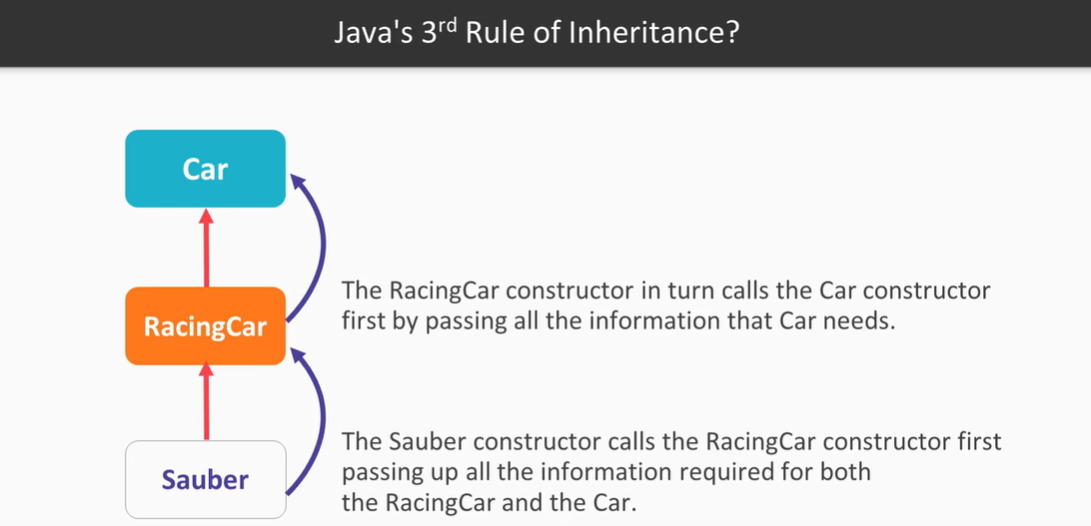 Java's 3rd Rule of Inheritance?
Car
The RacingCar constructor in turn calls the Car constructor
first by passing all the information that Car needs.
RacingCar
The Sauber constructor calls the RacingCar constructor first
passing up all the information required for both
the RacingCar and the Car.
Sauber